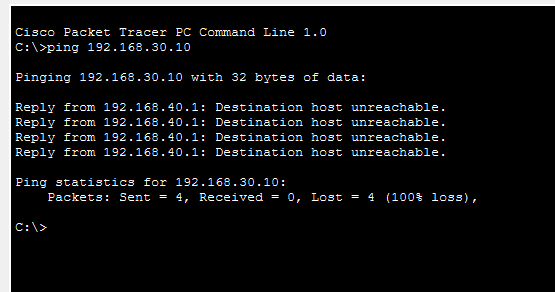 Cisco Packet Tracer PC Command Line 1.0
C:\>ping 192.168.30.10
Pinging 192.168.30.10 with 32 bytes of data:
Reply from 192.168.40.1: Destination host unreachable.
Reply from 192.168.40.1: Destination host unreachable.
Reply from 192.168.40.1: Destination host unreachable.
Reply from 192.168.40.1: Destination host unreachable.
Ping statistics for 192.168.30.10:
    Packets: Sent = 4, Received = 0, Lost = 4 (100% loss),
C:\>